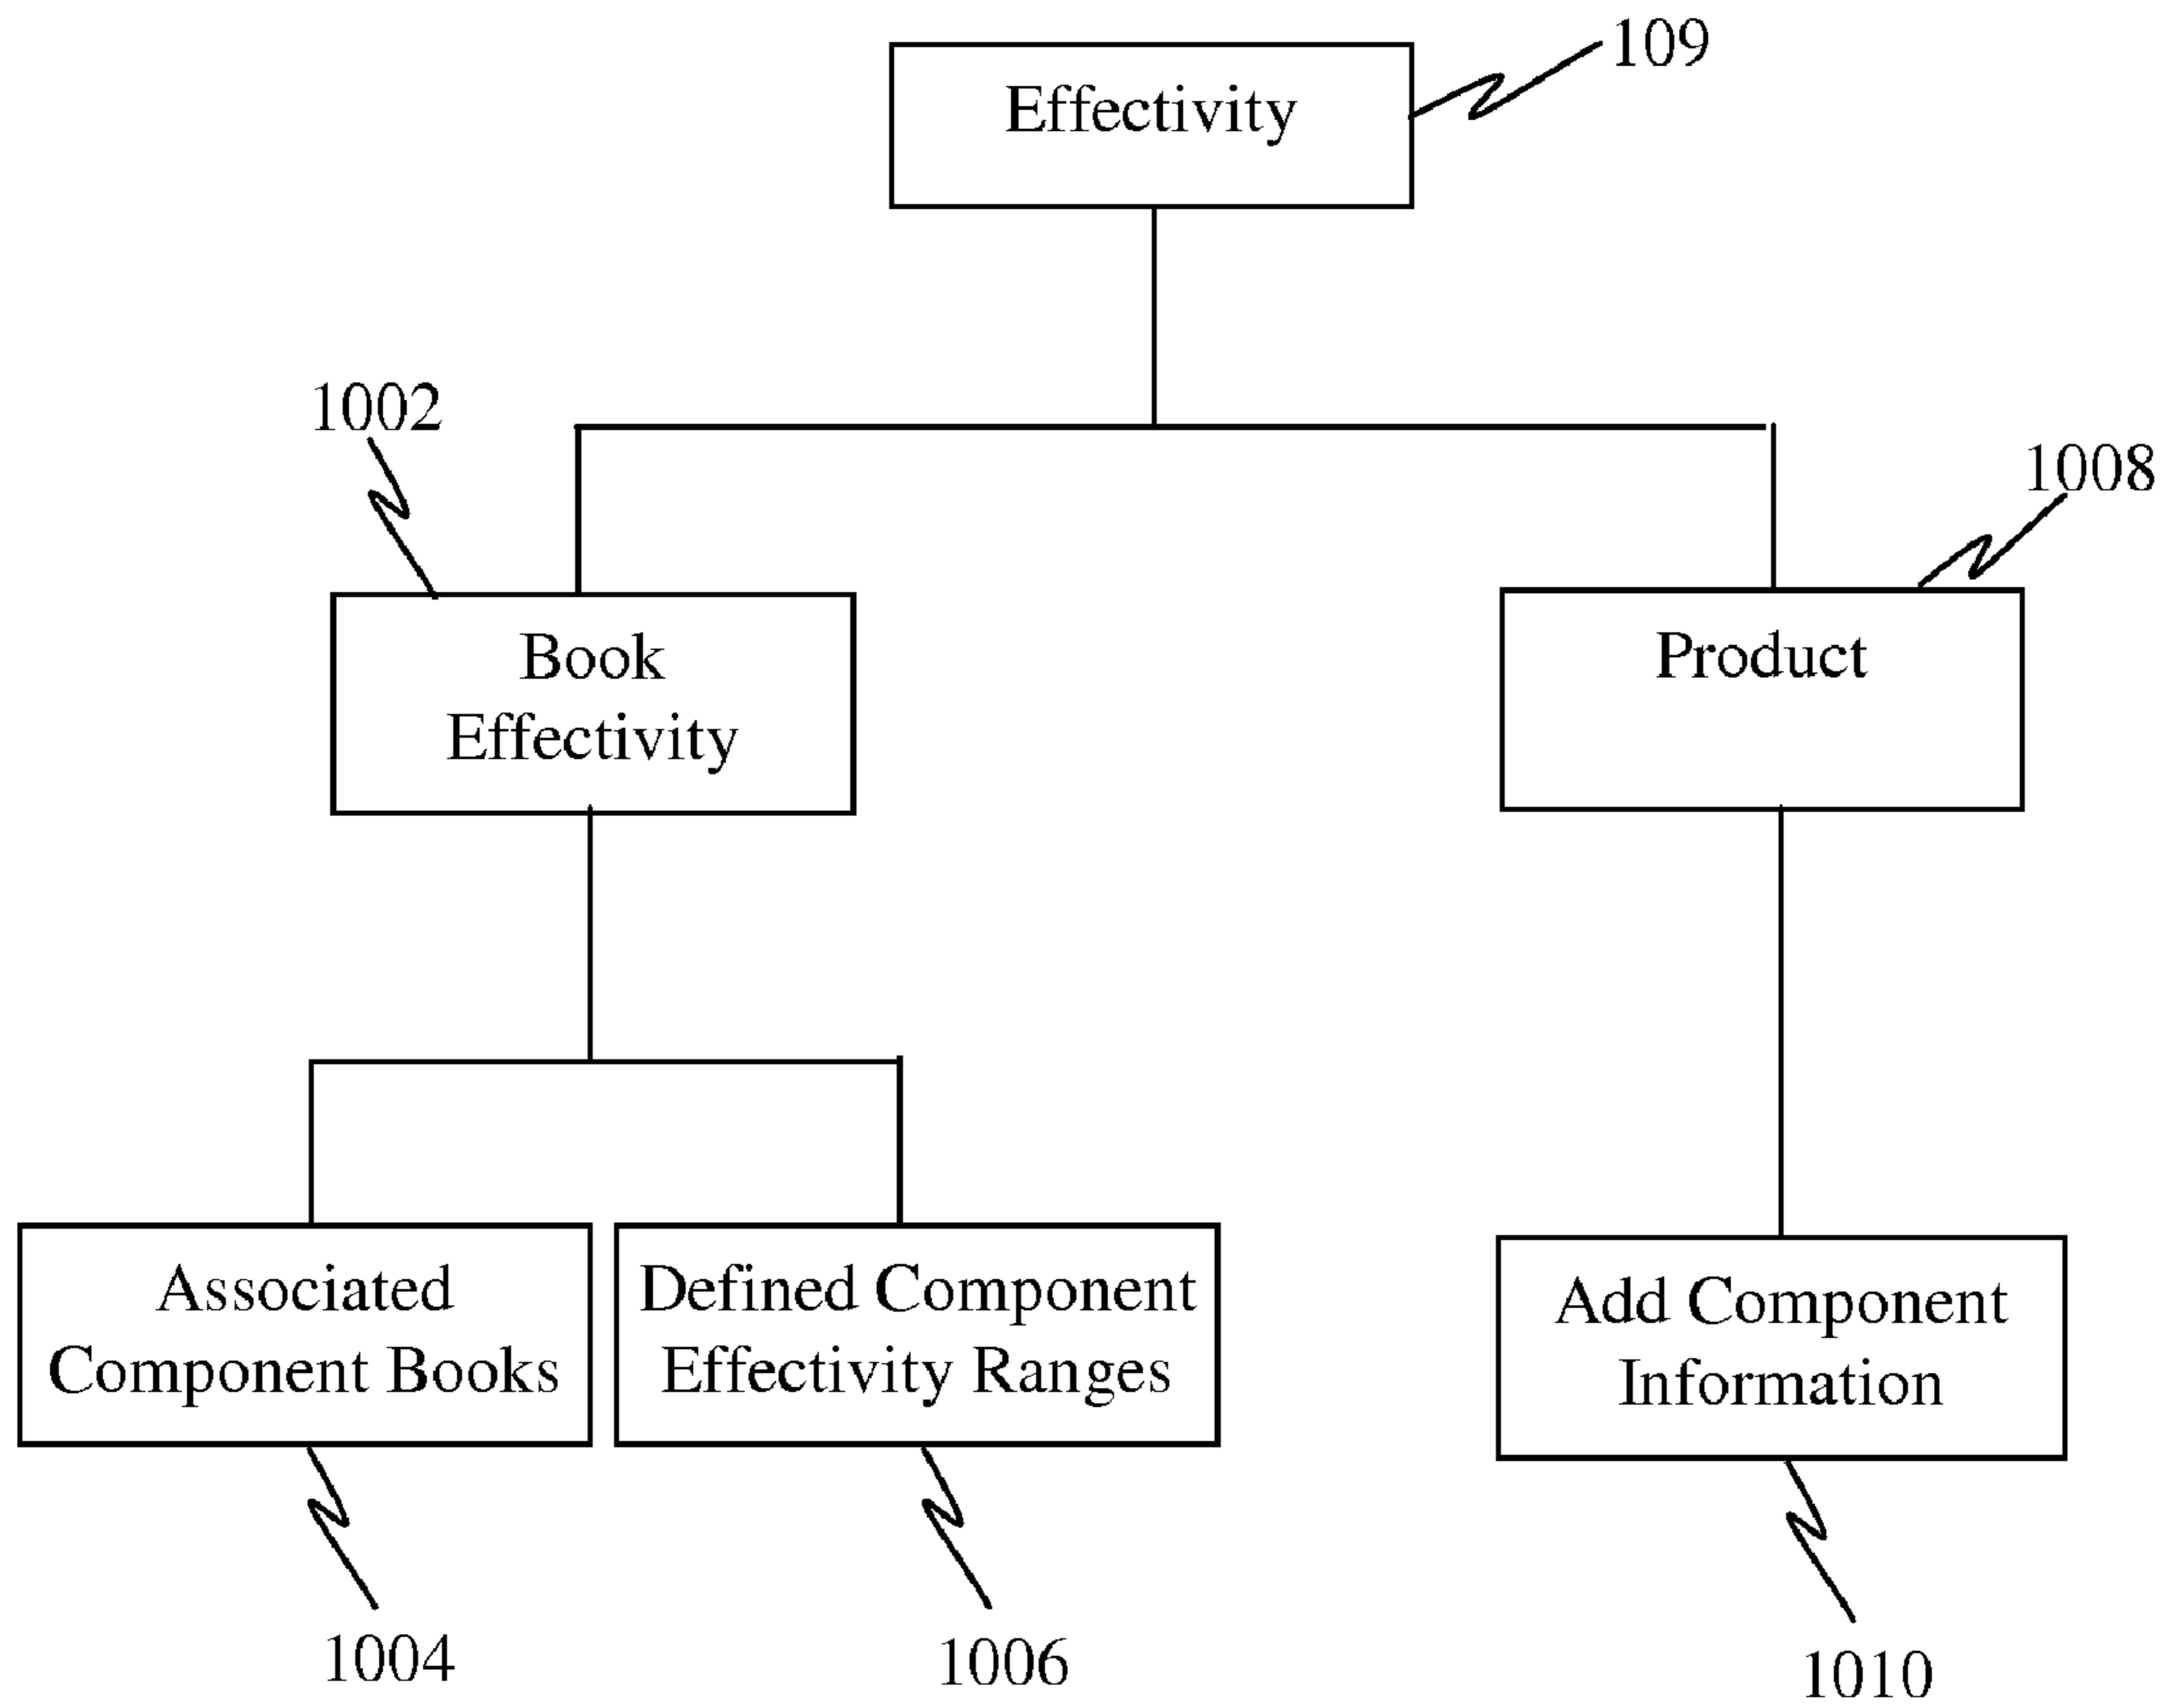 109
Effectivity
1002
1008
Book
Effectivity
Product
Associated
Component Books
Defined Component
Effectivity Ranges
Add Component
Information
1004
1006
1010